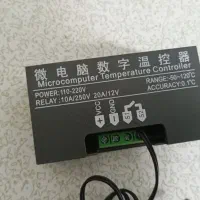 微电脑数字温控器
Microcomputer Temperature Controller
POWER:110-220V RANGE:-50~120℃
RELAY:10A/250V 20A/12V ACCURACY:0.1℃